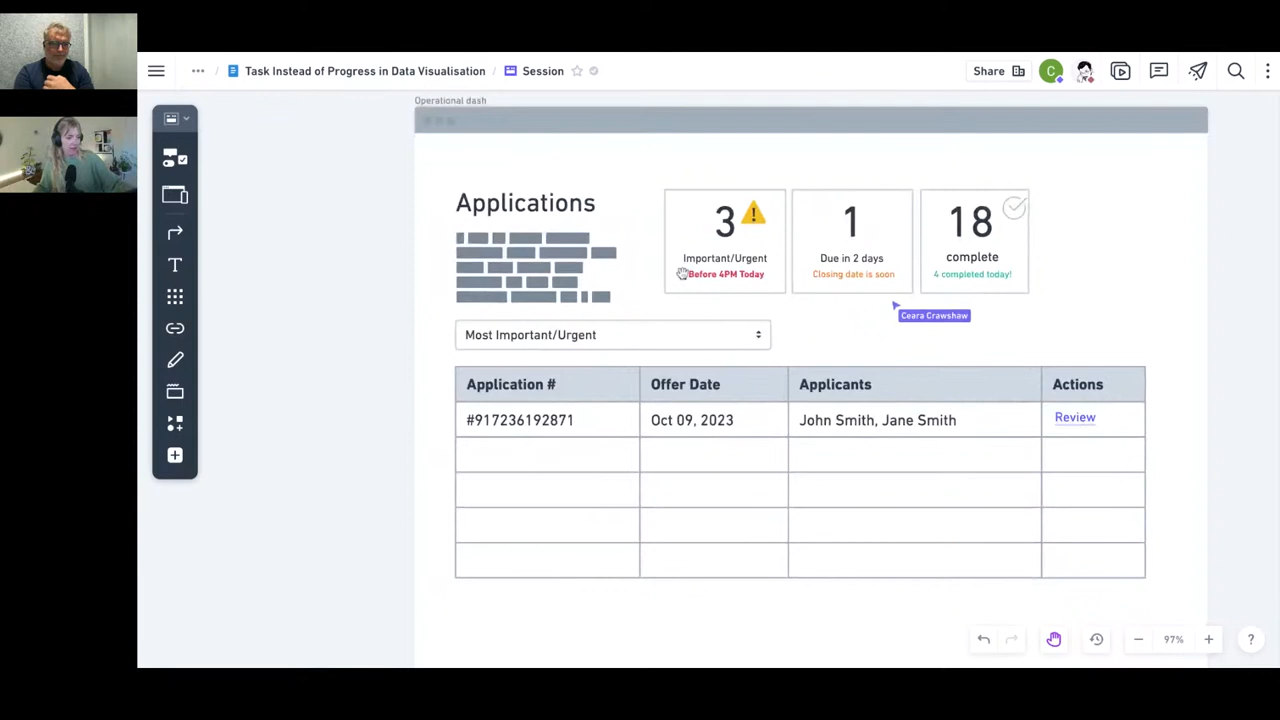 ... / Task Instead of Progress in Data Visualisation / Session
Share
C
Operational dash
Applications
3
Important/Urgent
Before 4PM Today
1
Due in 2 days
Closing date is soon
18
complete
4 completed today!
Ceara Crawshaw
Most Important/Urgent
Application # Offer Date Applicants Actions
#917236192871 Oct 09, 2023 John Smith, Jane Smith Review
97%
?